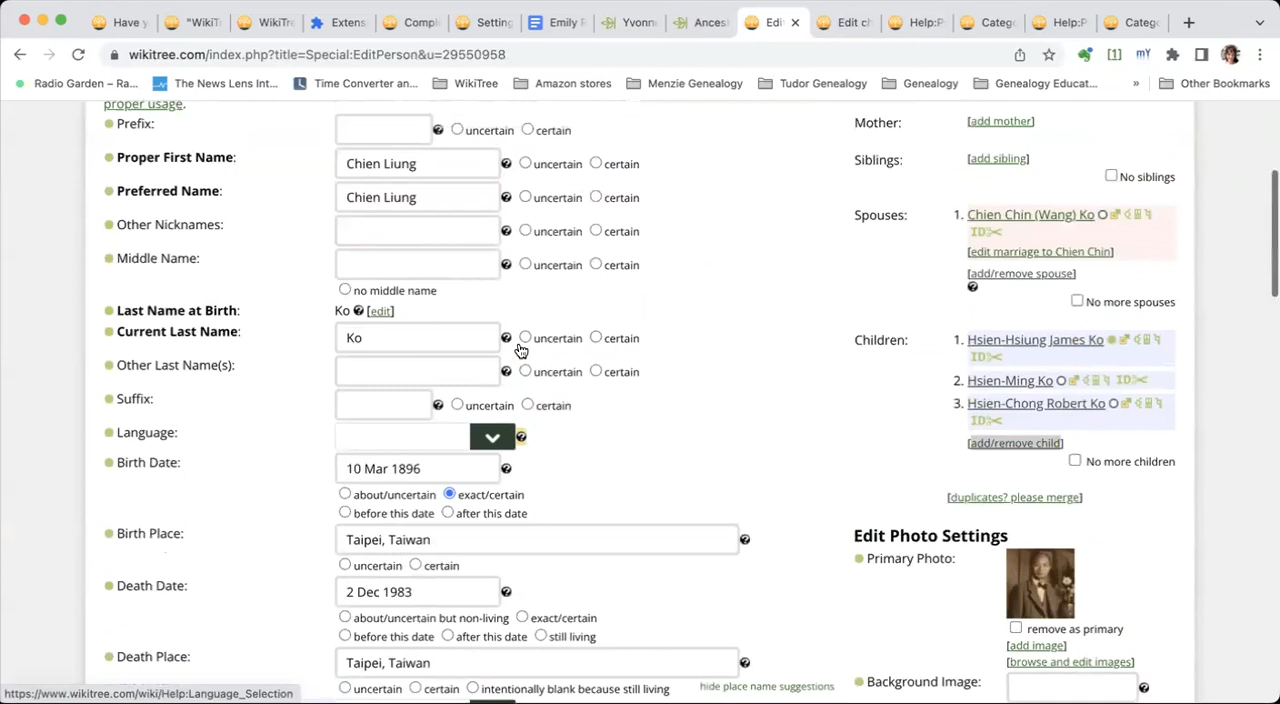 Have y "WikiT WikiTre Extens Compl Settin Emily R Yvonn Ances Edi Edit ch Help:P Catego Help:P Catego
wikitree.com/index.php?title=Special:EditPerson&u=29550958
Radio Garden – Ra... The News Lens Int... Time Converter an... WikiTree Amazon stores Menzie Genealogy Tudor Genealogy Genealogy Genealogy Educat... » Other Bookmarks
proper usage.
Prefix: uncertain certain
Proper First Name: Chien Liung uncertain certain
Preferred Name: Chien Liung uncertain certain
Other Nicknames: uncertain certain
Middle Name: uncertain certain
no middle name
Last Name at Birth: Ko [edit]
Current Last Name: Ko uncertain certain
Other Last Name(s): uncertain certain
Suffix: uncertain certain
Language:
Birth Date: 10 Mar 1896
about/uncertain exact/certain
before this date after this date
Birth Place: Taipei, Taiwan
uncertain certain
Death Date: 2 Dec 1983
about/uncertain but non-living exact/certain
before this date after this date still living
Death Place: Taipei, Taiwan
uncertain certain intentionally blank because still living hide place name suggestions
https://www.wikitree.com/wiki/Help:Language_Selection
Mother: [add mother]
Siblings: [add sibling]
No siblings
Spouses: 1. Chien Chin (Wang) Ko
ID
[edit marriage to Chien Chin]
[add/remove spouse]
No more spouses
Children: 1. Hsien-Hsiung James Ko
ID
2. Hsien-Ming Ko ID
3. Hsien-Chong Robert Ko
ID
[add/remove child]
No more children
[duplicates? please merge]
Edit Photo Settings
Primary Photo:
remove as primary
[add image]
[browse and edit images]
Background Image: